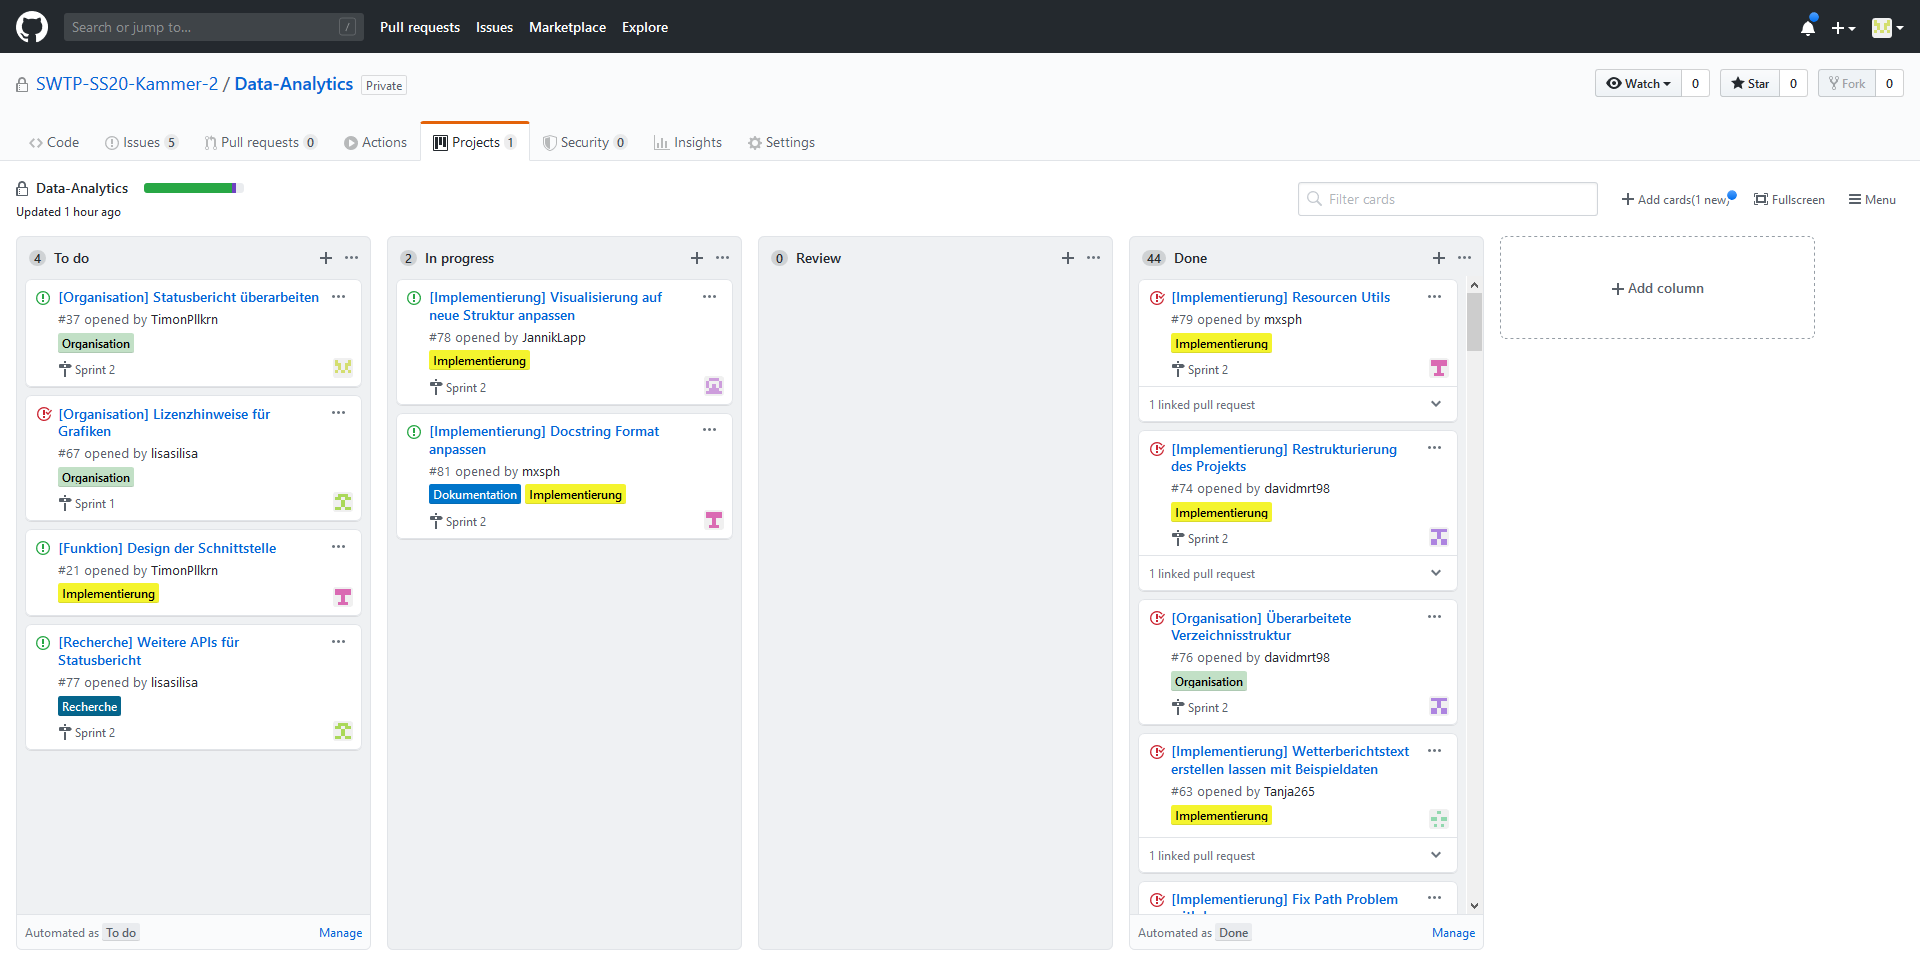 Search or jump to...
/
Pull requests
Issues
Marketplace
Explore
SWTP-SS20-Kammer-2 / Data-Analytics
Private
Watch
0
Star
0
Fork
0
Code
Issues 5
Pull requests 0
Actions
Projects 1
Security 0
Insights
Settings
Data-Analytics
Updated 1 hour ago
Filter cards
Add cards(1 new)
Fullscreen
Menu
4 To do
[Organisation] Statusbericht überarbeiten
#37 opened by TimonPllkrn
Organisation
Sprint 2
[Organisation] Lizenzhinweise für
Grafiken
#67 opened by lisasilisa
Organisation
Sprint 1
[Funktion] Design der Schnittstelle
#21 opened by TimonPllkrn
Implementierung
[Recherche] Weitere APIs für
Statusbericht
#77 opened by lisasilisa
Recherche
Sprint 2
Automated as To do
Manage
2 In progress
[Implementierung] Visualisierung auf
neue Struktur anpassen
#78 opened by JannikLapp
Implementierung
Sprint 2
[Implementierung] Docstring Format
anpassen
#81 opened by mxsph
Dokumentation Implementierung
Sprint 2
0 Review
44 Done
[Implementierung] Resourcen Utils
#79 opened by mxsph
Implementierung
Sprint 2
1 linked pull request
[Implementierung] Restrukturierung
des Projekts
#74 opened by davidmrt98
Implementierung
Sprint 2
1 linked pull request
[Organisation] Überarbeitete
Verzeichnisstruktur
#76 opened by davidmrt98
Organisation
Sprint 2
[Implementierung] Wetterberichtstext
erstellen lassen mit Beispieldaten
#63 opened by Tanja265
Implementierung
1 linked pull request
[Implementierung] Fix Path Problem
Automated as Done
Manage
Add column